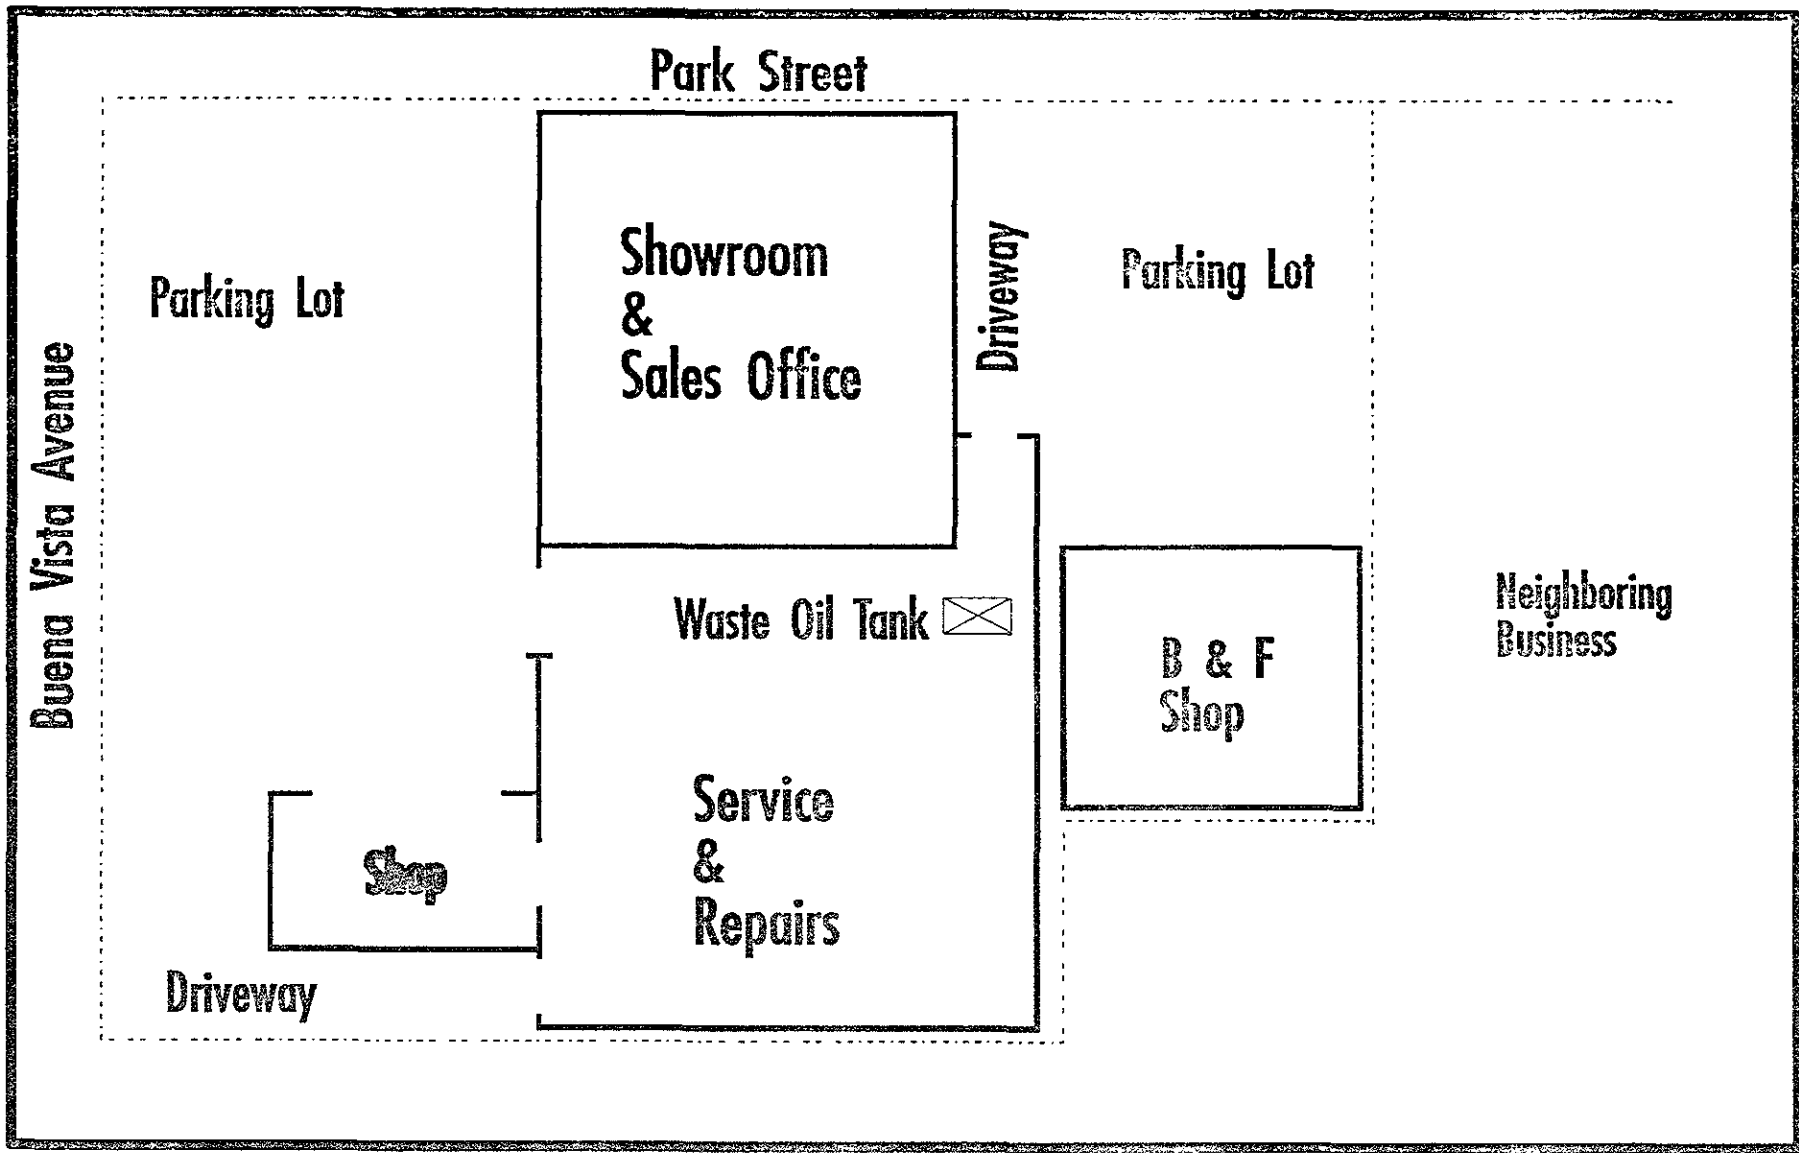 Park Street
Showroom
&
Sales Office
Driveway
Parking Lot
Parking Lot
Buena Vista Avenue
Waste Oil Tank
Neighboring
Business
B & F
Shop
Service
&
Repairs
Shop
Driveway